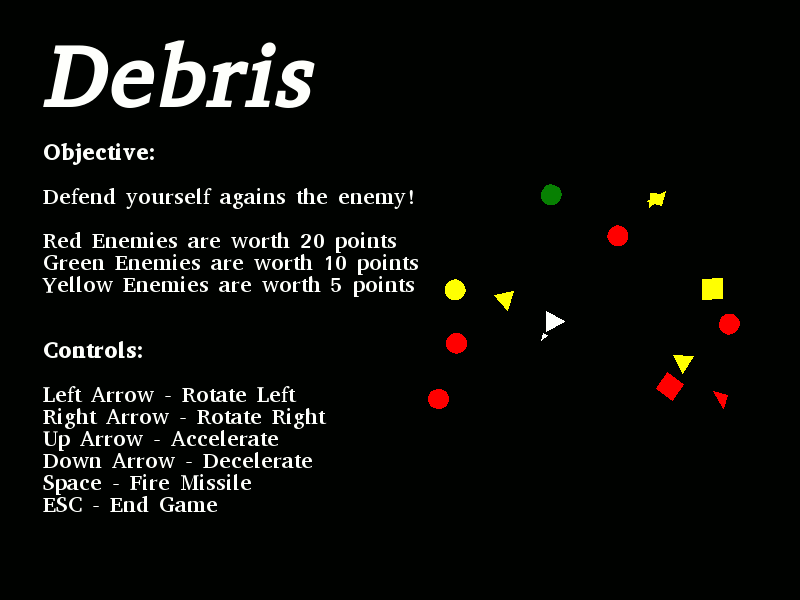 Debris
Objective:
Defend yourself agains the enemy!
Red Enemies are worth 20 points
Green Enemies are worth 10 points
Yellow Enemies are worth 5 points
Controls:
Left Arrow - Rotate Left
Right Arrow - Rotate Right
Up Arrow - Accelerate
Down Arrow - Decelerate
Space - Fire Missile
ESC - End Game